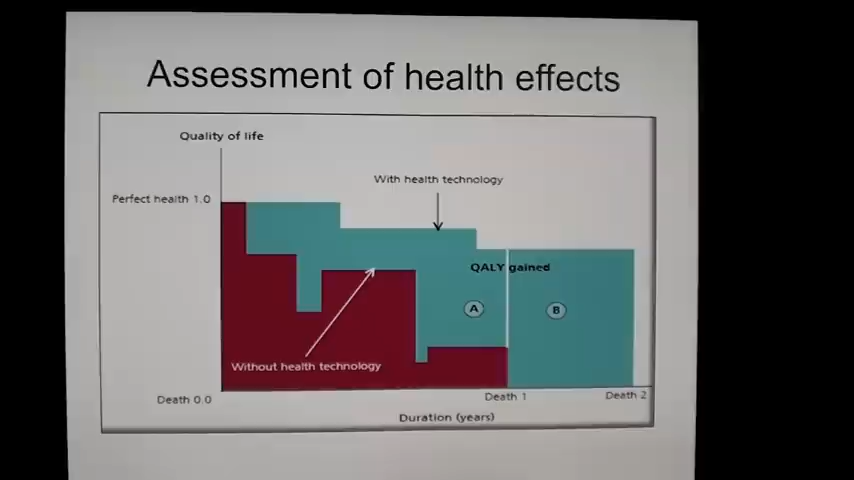 Assessment of health effects
Quality of life
With health technology
Perfect health 1.0
QALY gained
A
B
Without health technology
Death 0.0
Death 1
Death 2
Duration (years)